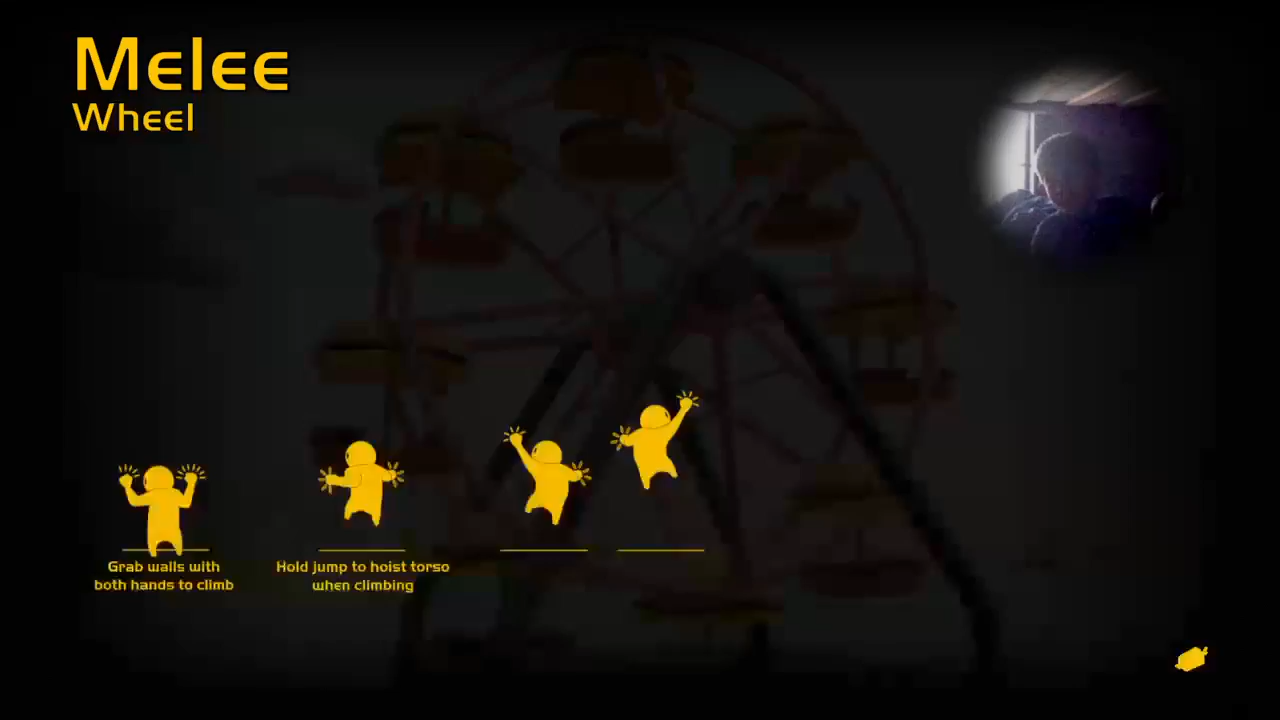 Melee
Wheel
Grab walls with
both hands to climb
Hold jump to hoist torso
when climbing